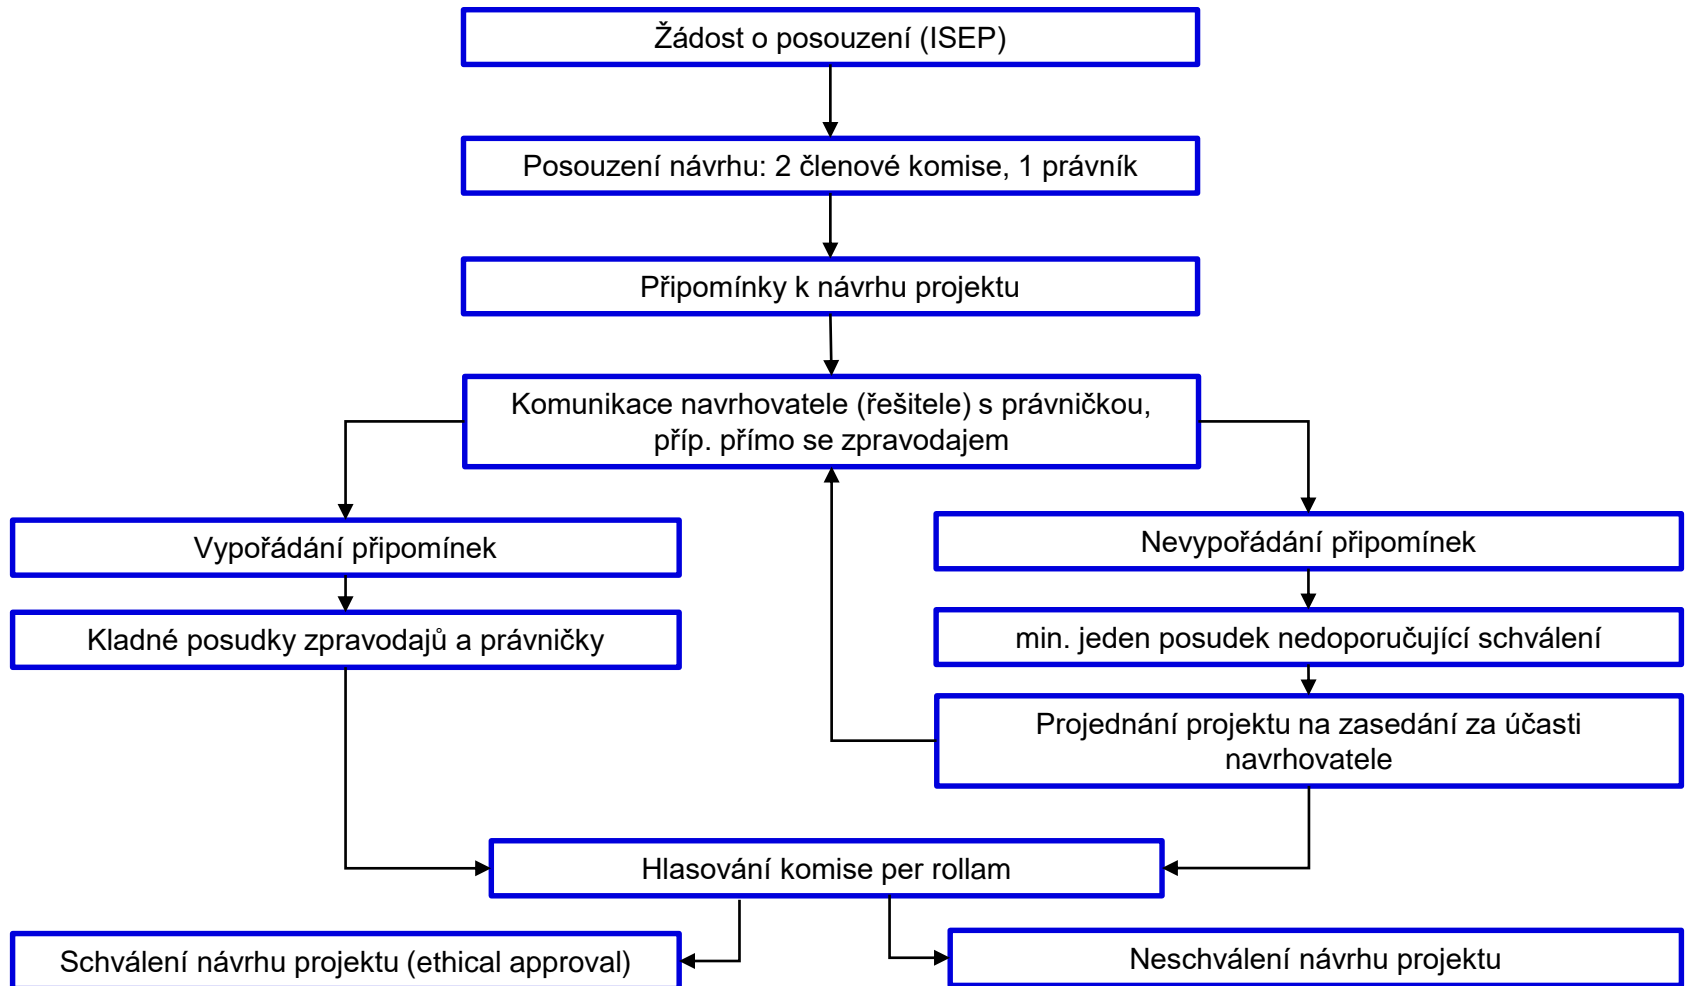 Žádost o posouzení (ISEP)
Posouzení návrhu: 2 členové komise, 1 právník
Připomínky k návrhu projektu
Komunikace navrhovatele (řešitele) s právničkou,
příp. přímo se zpravodajem
Vypořádání připomínek
Nevypořádání připomínek
Kladné posudky zpravodajů a právničky
min. jeden posudek nedoporučující schválení
Projednání projektu na zasedání za účasti
navrhovatele
Hlasování komise per rollam
Schválení návrhu projektu (ethical approval)
Neschválení návrhu projektu